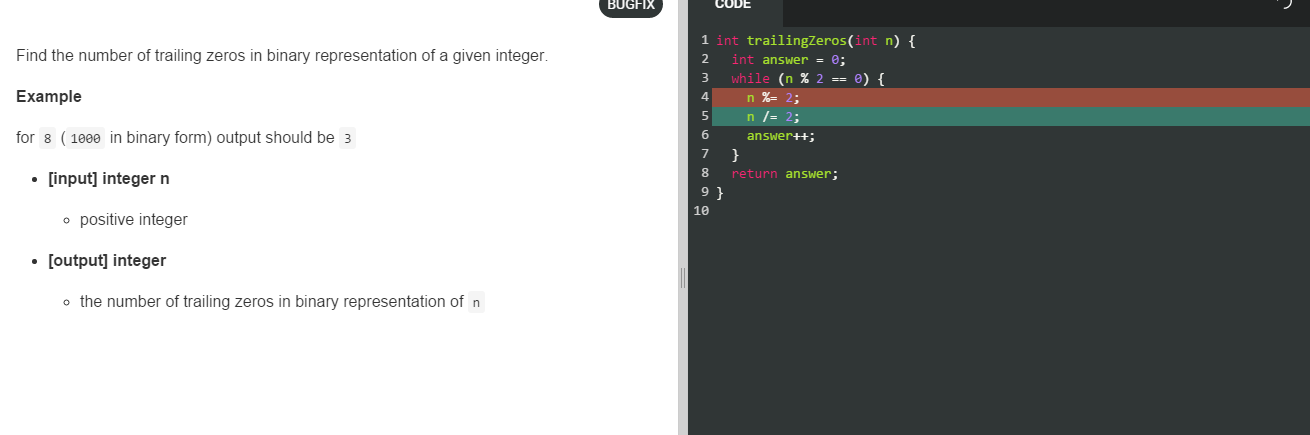 BUGFIX
Find the number of trailing zeros in binary representation of a given integer.
Example
for 8 ( 1000 in binary form) output should be 3
[input] integer n
positive integer
[output] integer
the number of trailing zeros in binary representation of n
CODE
1 int trailingZeros(int n) {
2 int answer = 0;
3 while (n % 2 == 0) {
4 n %= 2;
5 n /= 2;
6 answer++;
7 }
8 return answer;
9 }
10